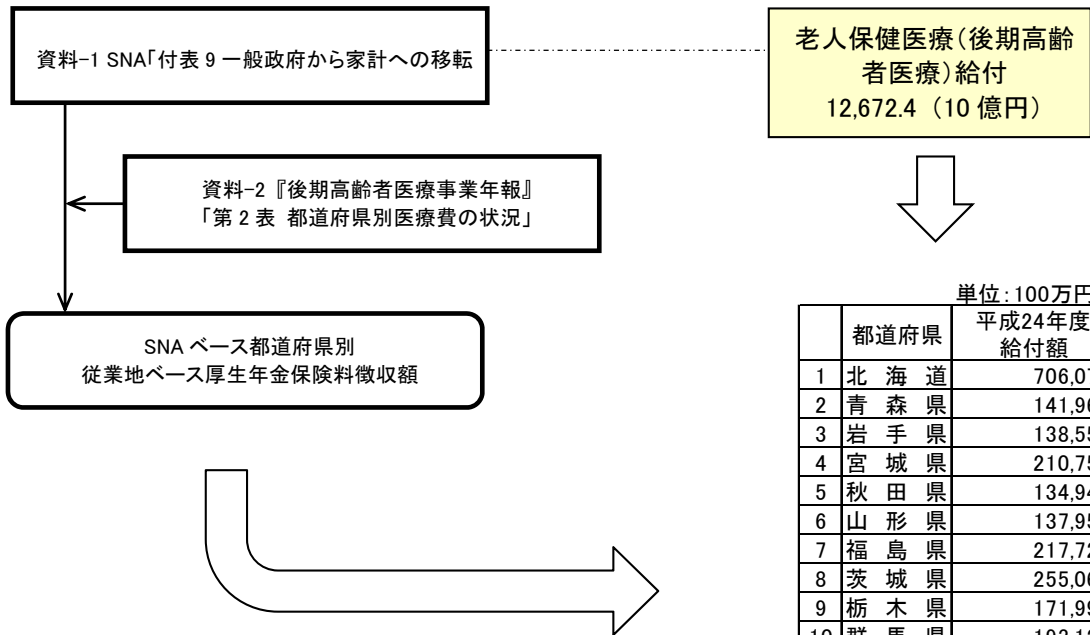 資料-1 SNA「付表 9 一般政府から家計への移転
老人保健医療(後期高齢
者医療)給付
12,672.4 (10 億円)
資料-2『後期高齢者医療事業年報』
「第 2 表 都道府県別医療費の状況」
SNA ベース都道府県別
従業地ベース厚生年金保険料徴収額
単位:100万円
都道府県 平成24年度
給付額
1 北海道
2 青森県
3 岩手県
4 宮城県
5 秋田県
6 山形県
7 福島県
8 茨城県
9 栃木県